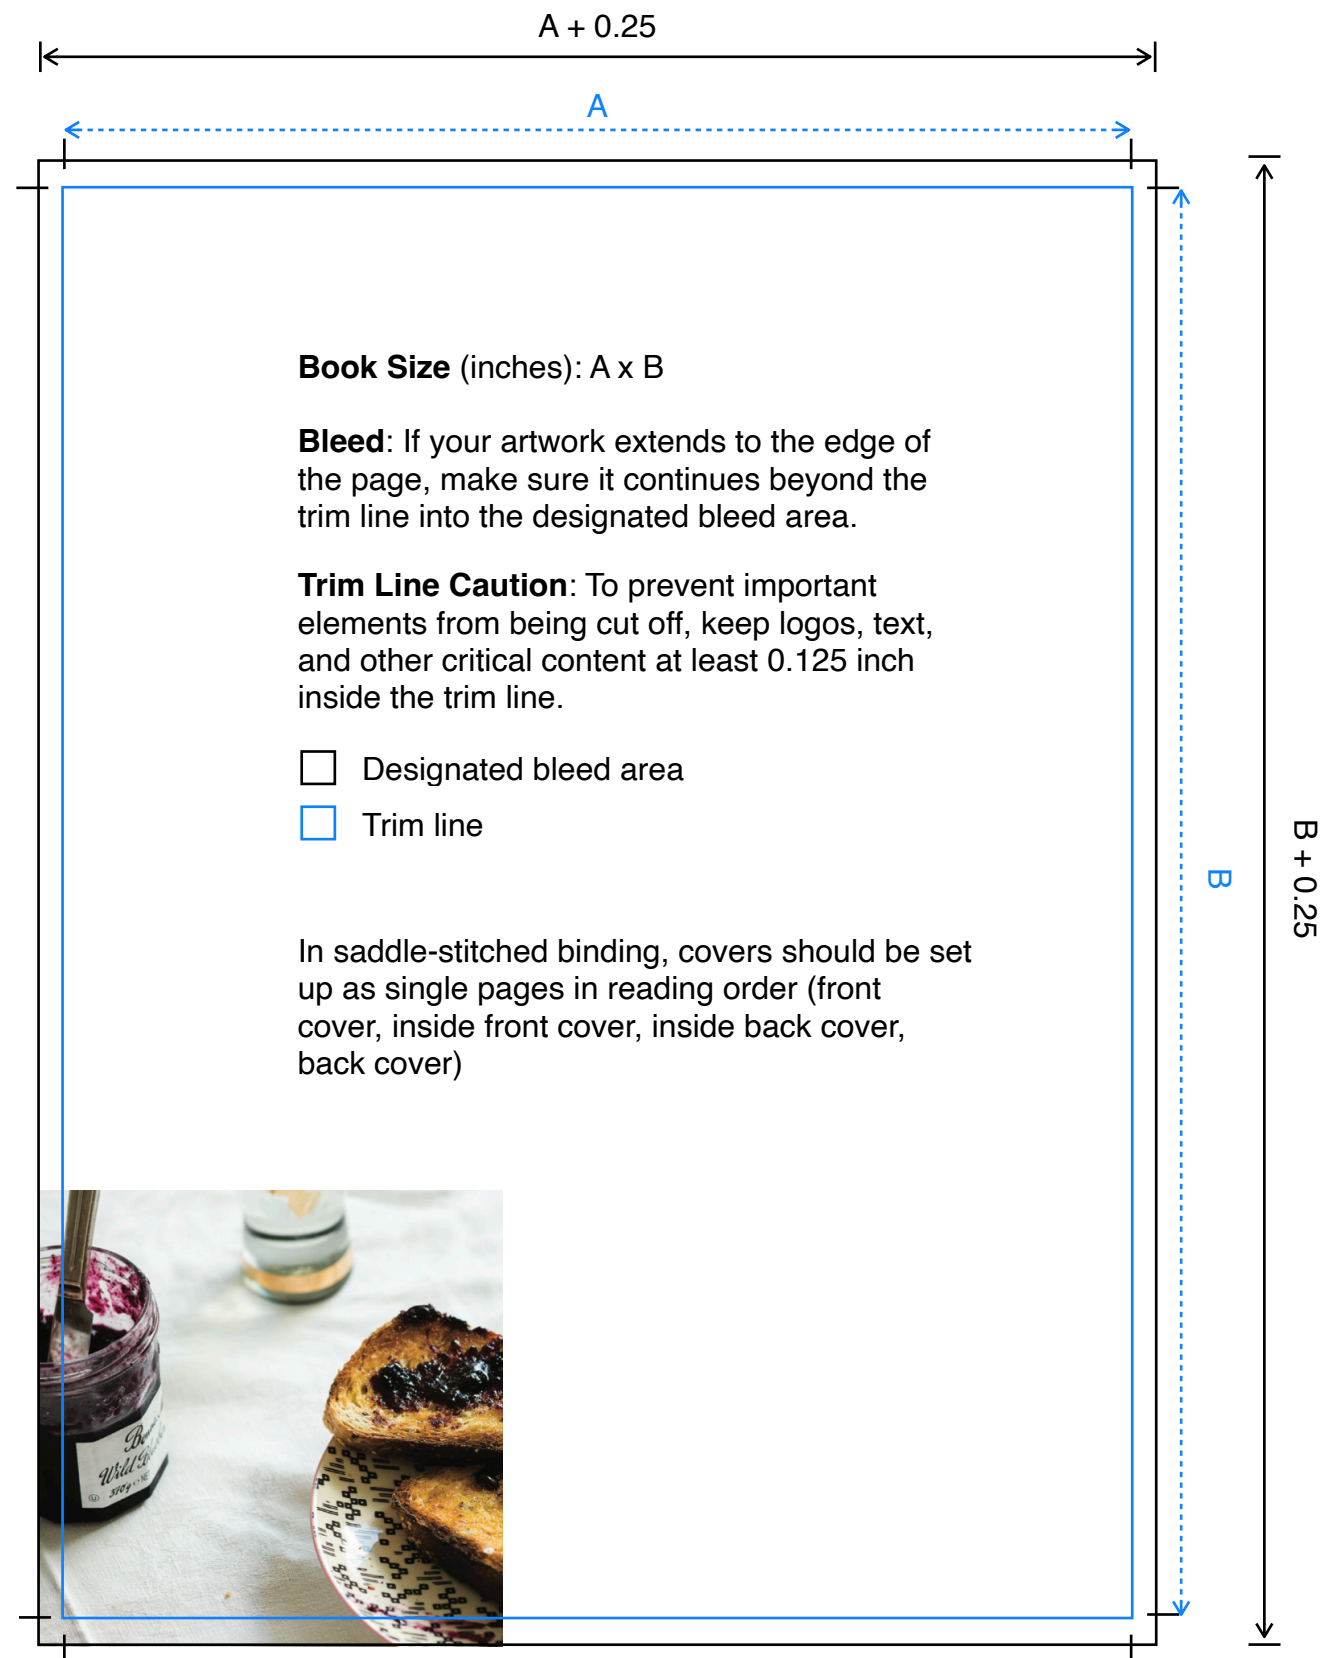 A + 0.25
A
Book Size (inches): A x B
Bleed: If your artwork extends to the edge of
the page, make sure it continues beyond the
trim line into the designated bleed area.
Trim Line Caution: To prevent important
elements from being cut off, keep logos, text,
and other critical content at least 0.125 inch
inside the trim line.
Designated bleed area
Trim line
B
B + 0.25
In saddle-stitched binding, covers should be set
up as single pages in reading order (front
cover, inside front cover, inside back cover,
back cover)
Wild
370g